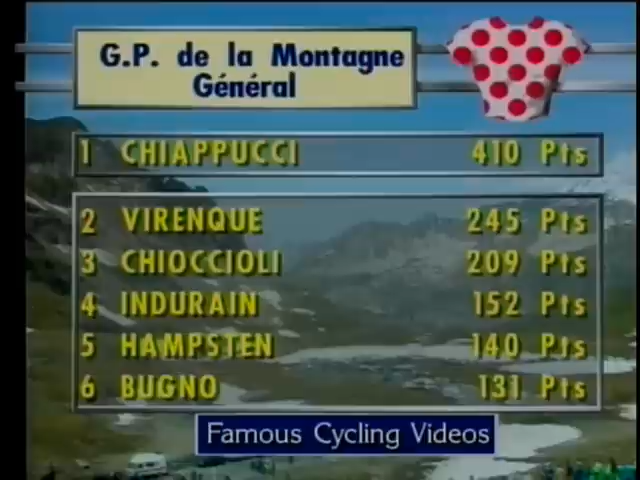 G.P. de la Montagne
Général
1 CHIAPPUCCI 410 Pts
2 VIRENQUE 245 Pts
3 CHIOCCIOLI 209 Pts
4 INDURAIN 152 Pts
5 HAMPSTEN 140 Pts
6 BUGNO 131 Pts
Famous Cycling Videos